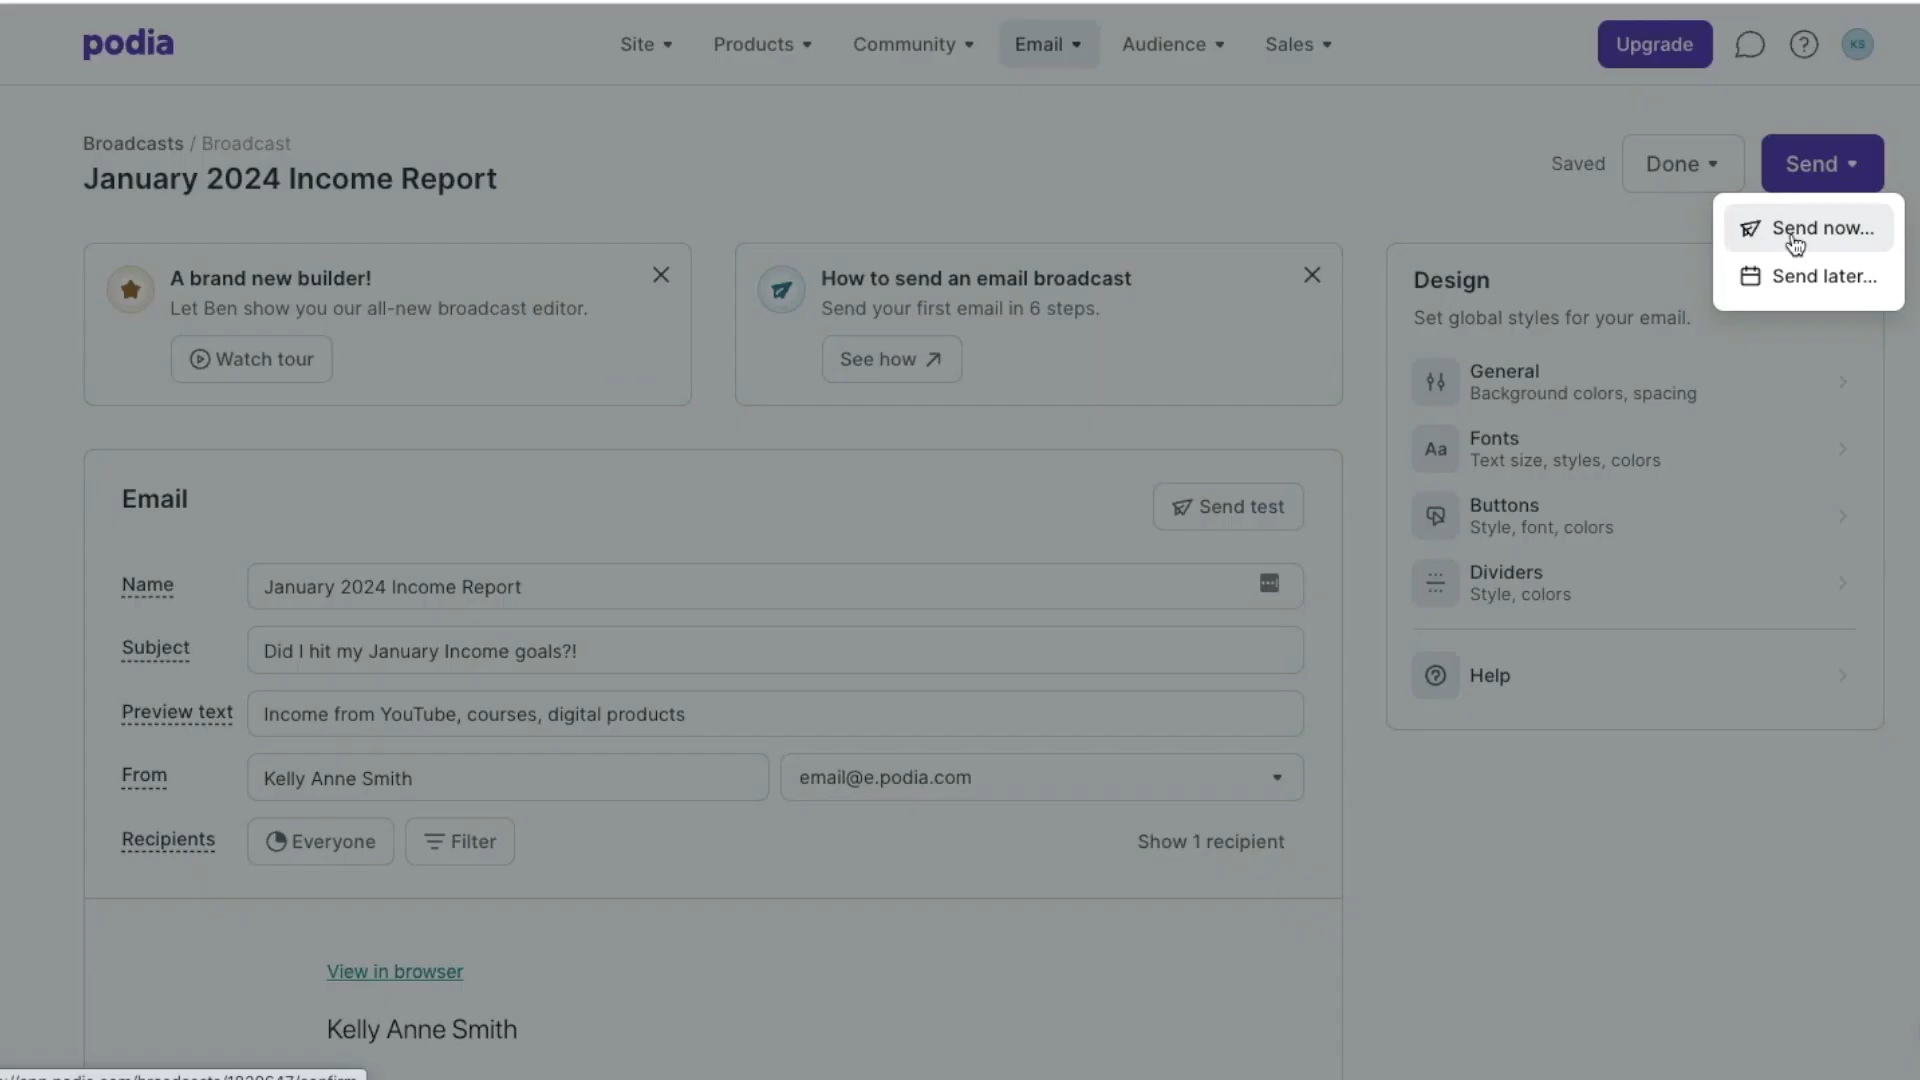 podia
Site
Products
Community
Email
Audience
Sales
Upgrade
?
KS
Broadcasts / Broadcast
January 2024 Income Report
Saved
Done
Send
Send now...
Send later...
A brand new builder!
Let Ben show you our all-new broadcast editor.
Watch tour
How to send an email broadcast
Send your first email in 6 steps.
See how
Design
Set global styles for your email.
General
Background colors, spacing
Aa
Fonts
Text size, styles, colors
Buttons
Style, font, colors
Dividers
Style, colors
?
Help
Email
Send test
Name
January 2024 Income Report
Subject
Did I hit my January Income goals?!
Preview text
Income from YouTube, courses, digital products
From
Kelly Anne Smith
email@e.podia.com
Recipients
Everyone
Filter
Show 1 recipient
View in browser
Kelly Anne Smith